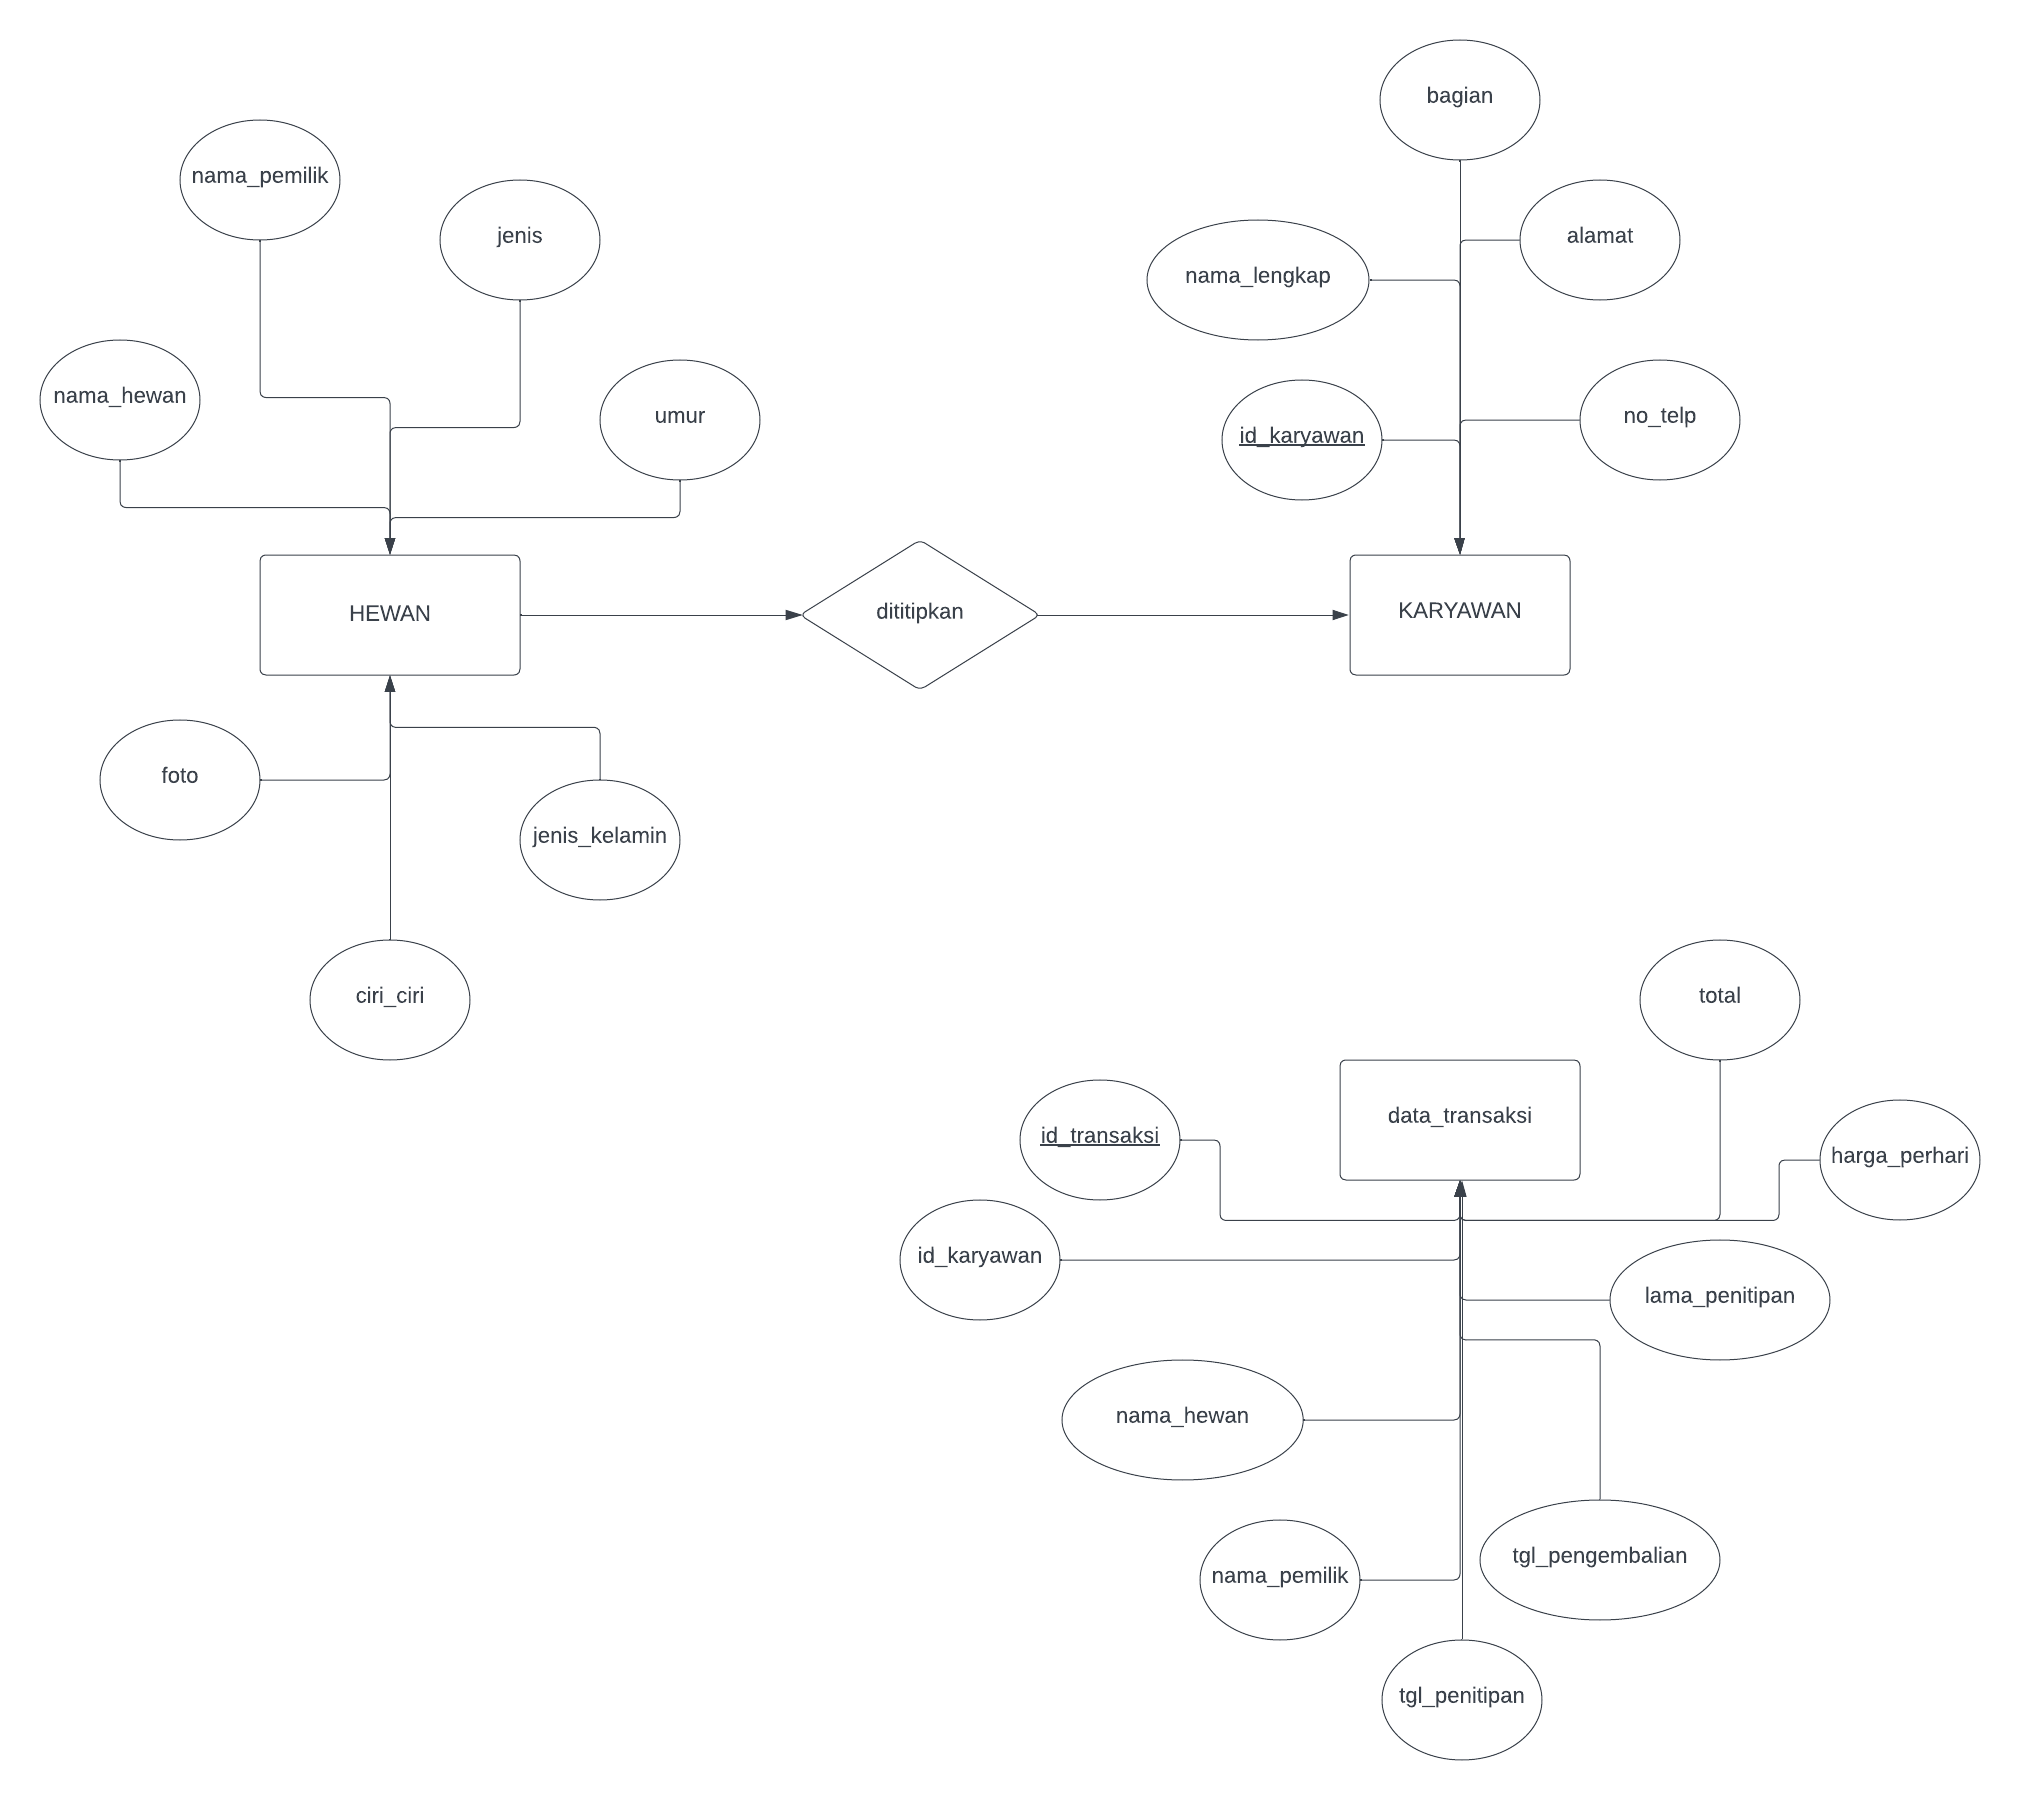 bagian
nama_pemilik
jenis
alamat
nama_lengkap
nama_hewan
umur
id_karyawan
no_telp
HEWAN
dititipkan
KARYAWAN
foto
jenis_kelamin
ciri_ciri
total
data_transaksi
id_transaksi
harga_perhari
id_karyawan
lama_penitipan
nama_hewan
nama_pemilik
tgl_pengembalian
tgl_penitipan